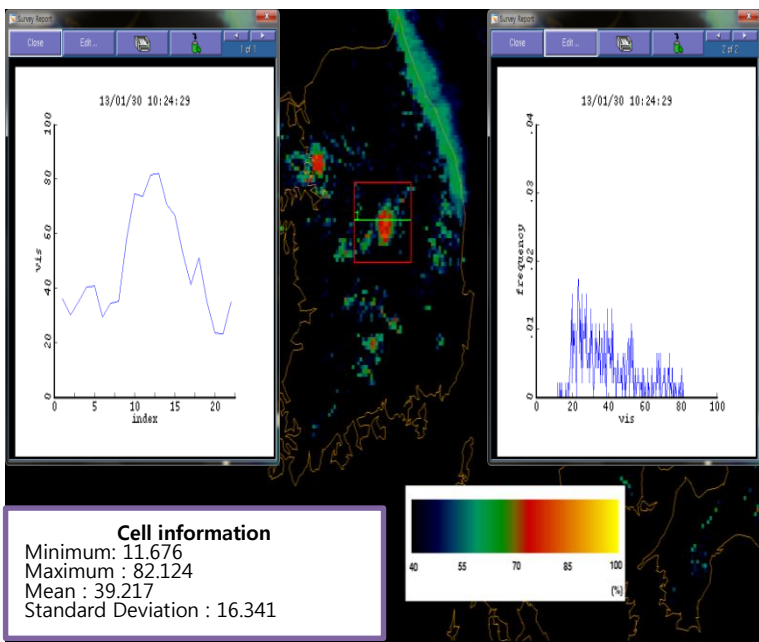 Survey Report
Close Edit... 1 of 1
13/01/30 10:24:29
vis
100
80
60
40
20
0
0 5 10 15 20
index
Survey Report
Close Edit... 2 of 2
13/01/30 10:24:29
frequency
.04
.03
.02
.01
0
0 20 40 60 80 100
vis
1
Cell information
Minimum: 11.676
Maximum : 82.124
Mean : 39.217
Standard Deviation : 16.341
40 55 70 85 100
(%)